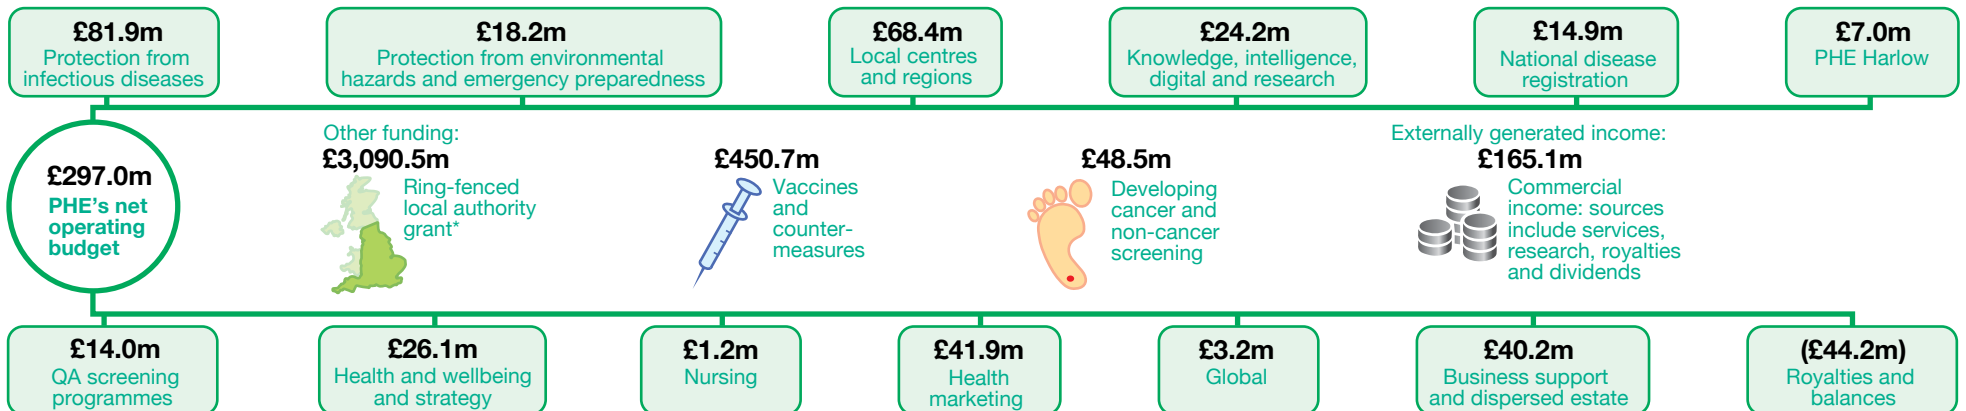 £81.9m
Protection from
infectious diseases
£18.2m
Protection from environmental
hazards and emergency preparedness
£68.4m
Local centres
and regions
£24.2m
Knowledge, intelligence,
digital and research
£14.9m
National disease
registration
£7.0m
PHE Harlow
£297.0m
PHE's net
operating
budget
Other funding:
£3,090.5m
Ring-fenced
local authority
grant*
£450.7m
Vaccines
and
counter-
measures
£48.5m
Developing
cancer and
non-cancer
screening
Externally generated income:
£165.1m
Commercial
income: sources
include services,
research, royalties
and dividends
£14.0m
QA screening
programmes
£26.1m
Health and wellbeing
and strategy
£1.2m
Nursing
£41.9m
Health
marketing
£3.2m
Global
£40.2m
Business support
and dispersed estate
(£44.2m)
Royalties and
balances